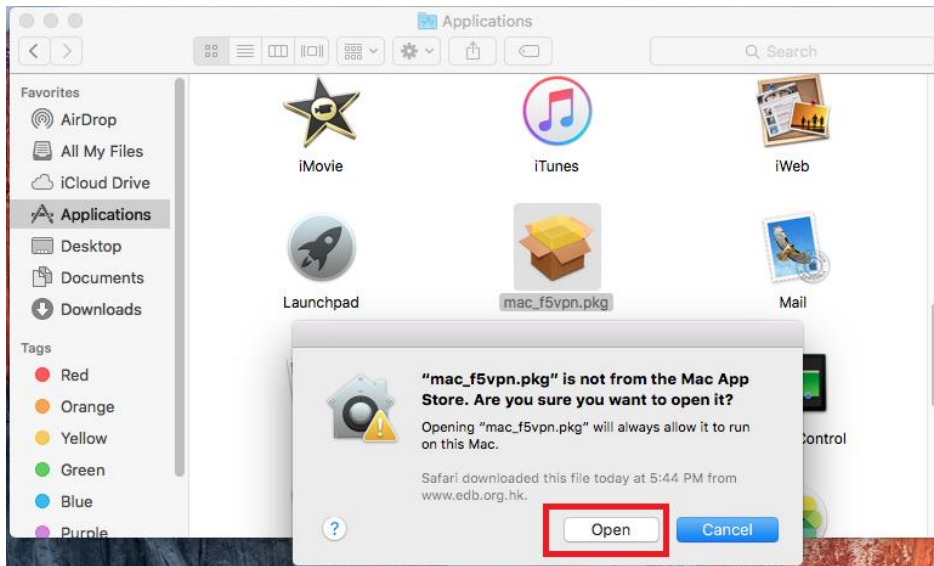 Applications
Search
Favorites
AirDrop
All My Files
iCloud Drive
Applications
Desktop
Documents
Downloads
Tags
Red
Orange
Yellow
Green
Blue
Purple
iMovie
iTunes
iWeb
Launchpad
mac_f5vpn.pkg
Mail
Control
“mac_f5vpn.pkg” is not from the Mac App
Store. Are you sure you want to open it?
Opening “mac_f5vpn.pkg” will always allow it to run
on this Mac.
Safari downloaded this file today at 5:44 PM from
www.edb.org.hk.
?
Open
Cancel